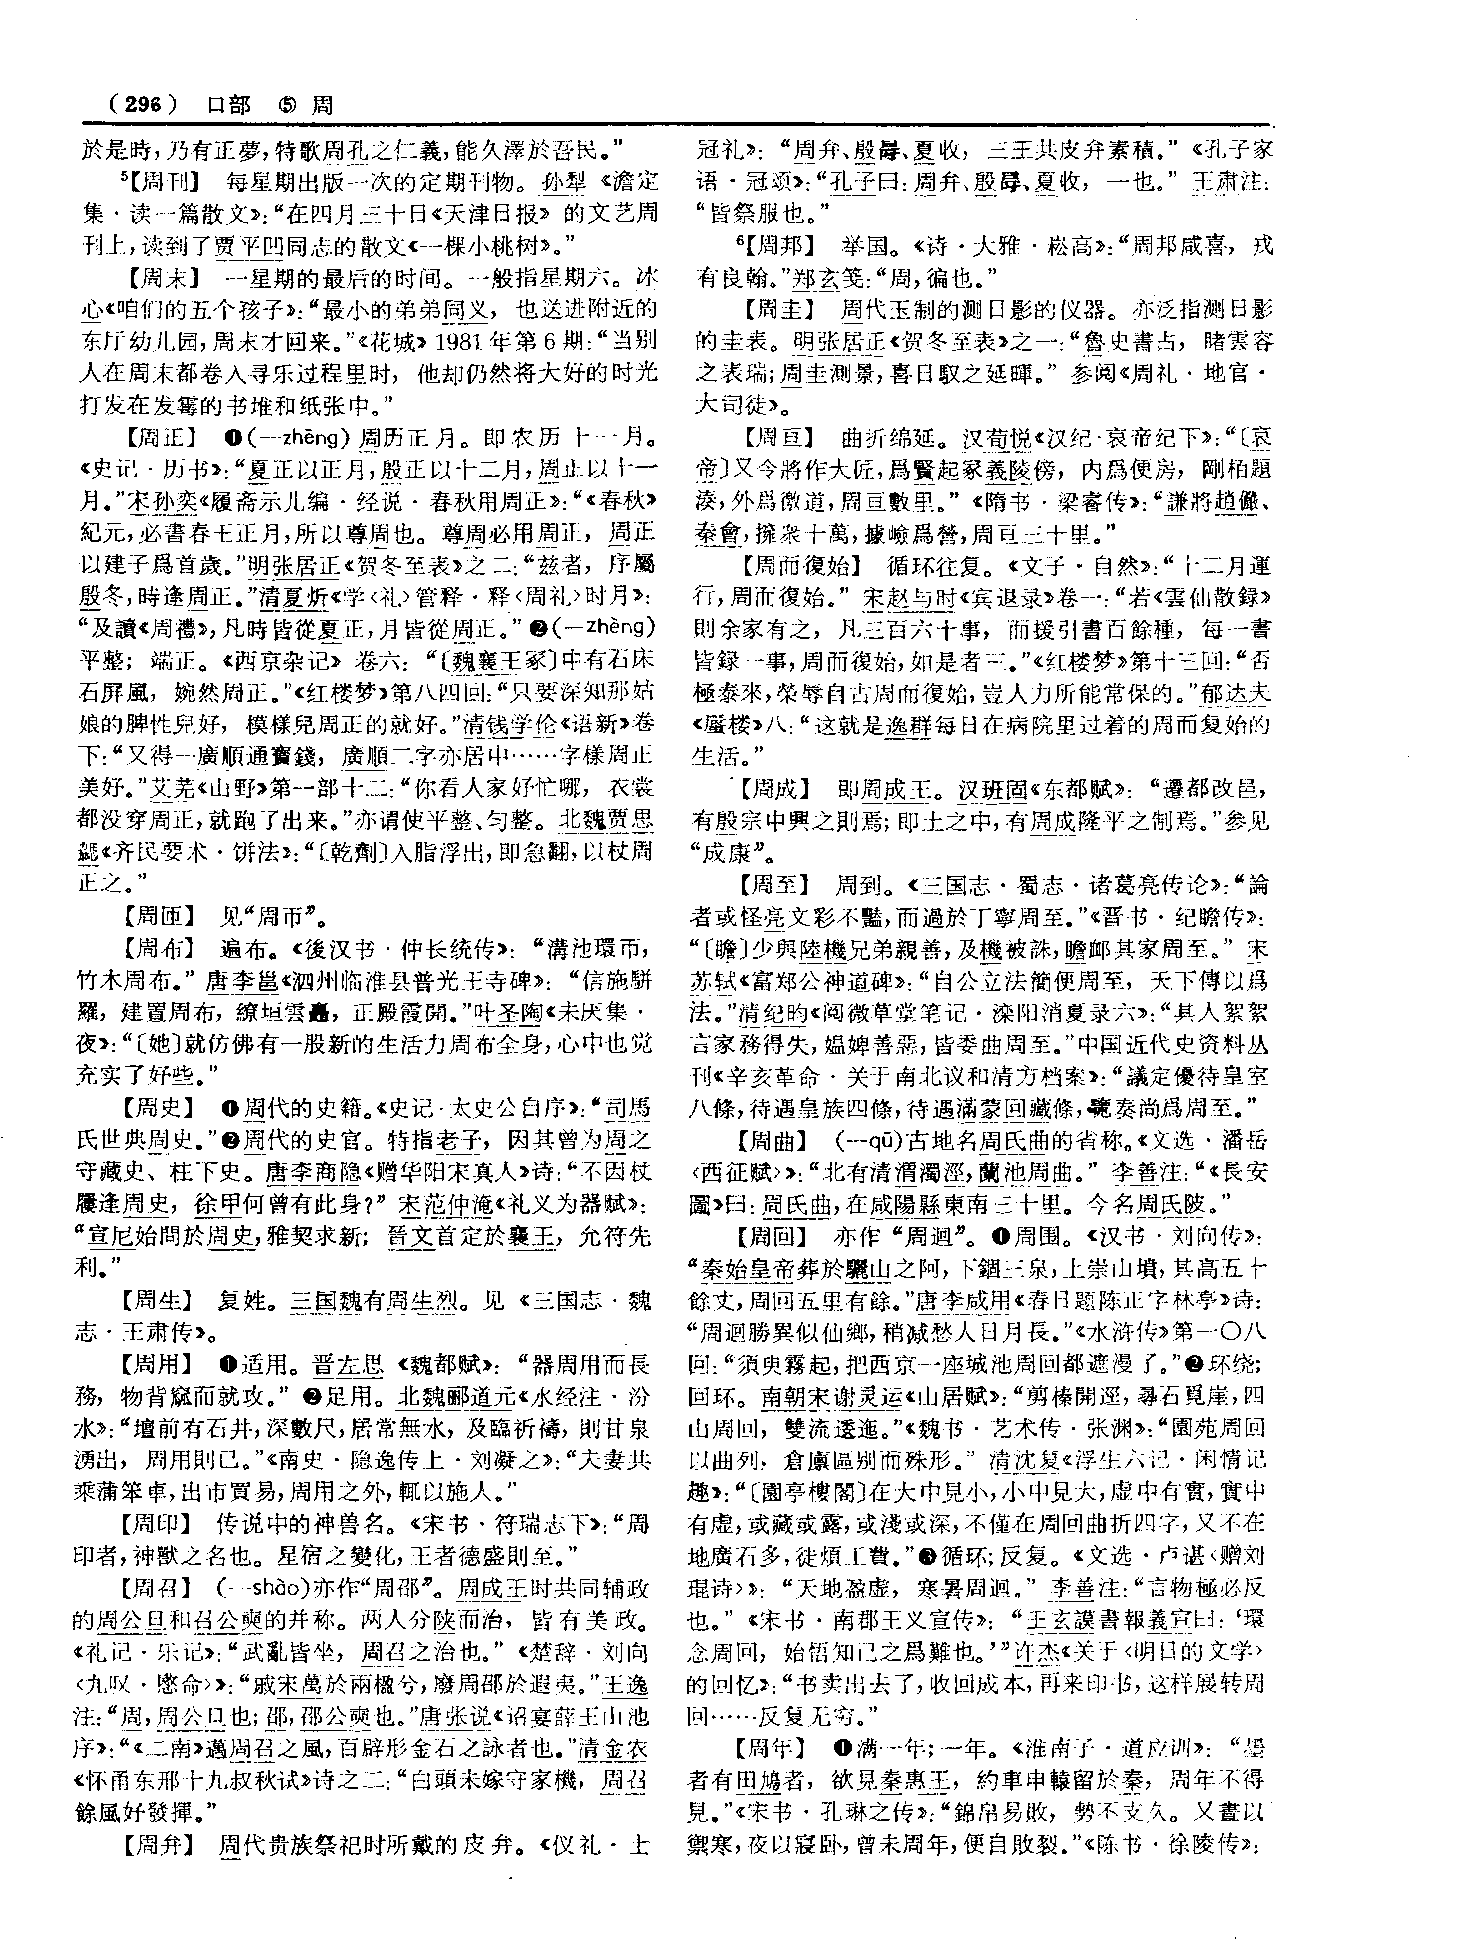 （296）　口部　⑤　周
於是時，乃有正夢，特歌周孔之仁義，能久澤於吾民。”
⁵【周刊】　每星期出版一次的定期刊物。孙犁《澹定
集·读一篇散文》：“在四月三十日《天津日报》的文艺周
刊上，读到了贾平凹同志的散文《一棵小桃树》。”
【周末】　一星期的最后的时间。一般指星期六。冰
心《咱们的五个孩子》：“最小的弟弟同义，也送进附近的
东厅幼儿园，周末才回来。”《花城》1981年第6期：“当别
人在周末都卷入寻乐过程里时，他却仍然将大好的时光
打发在发霉的书堆和纸张中。”
【周正】　❶（—zhēng）周历正月。即农历十一月。
《史记·历书》：“夏正以正月，殷正以十二月，周正以十一
月。”宋孙奕《履斋示儿编·经说·春秋用周正》：“《春秋》
紀元，必書春王正月，所以尊周也。尊周必用周正，周正
以建子爲首歲。”明张居正《贺冬至表》之二：“兹者，序屬
殷冬，時逢周正。”清夏炘《学〈礼〉管释·释〈周礼〉时月》：
“及讀《周禮》，凡時皆從夏正，月皆從周正。”❷（—zhèng）
平整；端正。《西京杂记》卷六：“〔魏襄王冢〕中有石床
石屏風，婉然周正。”《红楼梦》第八四回：“只要深知那姑
娘的脾性兒好，模樣兒周正的就好。”清钱学伦《语新》卷
下：“又得一廣順通寳錢，廣順二字亦居中……字樣周正
美好。”艾芜《山野》第一部十二：“你看人家好忙哪，衣裳
都没穿周正，就跑了出来。”亦谓使平整、匀整。北魏贾思
勰《齐民要术·饼法》：“〔乾劑〕入脂浮出，即急翻，以杖周
正之。”
【周匝】　见“周帀”。
【周布】　遍布。《後汉书·仲长统传》：“溝池環帀，
竹木周布。”唐李邕《泗州临淮县普光王寺碑》：“信施駢
羅，建置周布，繚垣雲矗，正殿霞開。”叶圣陶《未厌集·
夜》：“〔她〕就仿佛有一股新的生活力周布全身，心中也觉
充实了好些。”
【周史】　❶周代的史籍。《史记·太史公自序》：“司馬
氏世典周史。”❷周代的史官。特指老子，因其曾为周之
守藏史、柱下史。唐李商隐《赠华阳宋真人》诗：“不因杖
屨逢周史，徐甲何曾有此身？”宋范仲淹《礼义为器赋》：
“宣尼始問於周史，雅契求新；晉文首定於襄王，允符先
利。”
【周生】　复姓。三国魏有周生烈。见《三国志·魏
志·王肃传》。
【周用】　❶适用。晋左思《魏都赋》：“器周用而長
務，物背窳而就攻。”❷足用。北魏郦道元《水经注·汾
水》：“壇前有石井，深數尺，居常無水，及臨祈禱，則甘泉
湧出，周用則已。”《南史·隐逸传上·刘凝之》：“夫妻共
乘蒲笨車，出市買易，周用之外，輒以施人。”
【周印】　传说中的神兽名。《宋书·符瑞志下》：“周
印者，神獸之名也。星宿之變化，王者德盛則至。”
【周召】　（—shào）亦作“周邵”。周成王时共同辅政
的周公旦和召公奭的并称。两人分陕而治，皆有美政。
《礼记·乐记》：“武亂皆坐，周召之治也。”《楚辞·刘向
〈九叹·愍命〉》：“戚宋萬於兩楹兮，廢周邵於遐夷。”王逸
注：“周，周公旦也；邵，邵公奭也。”唐张说《诏宴薛王山池
序》：“《二南》邁周召之風，百辟形金石之詠者也。”清金农
《怀甬东邢十九叔秋试》诗之二：“白頭未嫁守家機，周召
餘風好發揮。”
【周弁】　周代贵族祭祀时所戴的皮弁。《仪礼·士
冠礼》：“周弁、殷冔、夏收，三王共皮弁素積。”《孔子家
语·冠颂》：“孔子曰：周弁、殷冔、夏收，一也。”王肃注：
“皆祭服也。”
⁶【周邦】　举国。《诗·大雅·崧高》：“周邦咸喜，戎
有良翰。”郑玄笺：“周，徧也。”
【周圭】　周代玉制的测日影的仪器。亦泛指测日影
的圭表。明张居正《贺冬至表》之一：“魯史書占，睹雲容
之表瑞；周圭測景，喜日馭之延暉。”参阅《周礼·地官·
大司徒》。
【周亘】　曲折绵延。汉荀悦《汉纪·哀帝纪下》：“〔哀
帝〕又令將作大匠，爲賢起冢義陵傍，内爲便房，剛柏題
湊，外爲徼道，周亘數里。”《隋书·梁睿传》：“謙將趙儼、
秦會，擁衆十萬，據嶮爲營，周亘三十里。”
【周而復始】　循环往复。《文子·自然》：“十二月運
行，周而復始。”宋赵与时《宾退录》卷一：“若《雲仙散録》
則余家有之，凡三百六十事，而援引書百餘種，每一書
皆録一事，周而復始，如是者三。”《红楼梦》第十三回：“否
極泰來，榮辱自古周而復始，豈人力所能常保的。”郁达夫
《蜃楼》八：“这就是逸群每日在病院里过着的周而复始的
生活。”
【周成】　即周成王。汉班固《东都赋》：“遷都改邑，
有殷宗中興之則焉；即土之中，有周成隆平之制焉。”参见
“成康”。
【周至】　周到。《三国志·蜀志·诸葛亮传论》：“論
者或怪亮文彩不豔，而過於丁寧周至。”《晋书·纪瞻传》：
“〔瞻〕少與陸機兄弟親善，及機被誅，瞻卹其家周至。”宋
苏轼《富郑公神道碑》：“自公立法簡便周至，天下傳以爲
法。”清纪昀《阅微草堂笔记·滦阳消夏录六》：“其人絮絮
言家務得失，媪婢善惡，皆委曲周至。”中国近代史资料丛
刊《辛亥革命·关于南北议和清方档案》：“議定優待皇室
八條，待遇皇族四條，待遇滿蒙回藏條，號奏尚爲周至。”
【周曲】　（—qū）古地名周氏曲的省称。《文选·潘岳
〈西征赋〉》：“北有清渭濁涇，蘭池周曲。”李善注：“《長安
圖》曰：周氏曲，在咸陽縣東南三十里。今名周氏陂。”
【周回】　亦作“周迴”。❶周围。《汉书·刘向传》：
“秦始皇帝葬於驪山之阿，下錮三泉，上崇山墳，其高五十
餘丈，周回五里有餘。”唐李咸用《春日题陈正字林亭》诗：
“周迴勝異似仙鄉，稍减愁人日月長。”《水浒传》第一〇八
回：“須臾霧起，把西京一座城池周回都遮漫了。”❷环绕；
回环。南朝宋谢灵运《山居赋》：“剪榛開逕，尋石覓崖，四
山周回，雙流逶迤。”《魏书·艺术传·张渊》：“園苑周回
以曲列，倉廩區别而殊形。”清沈复《浮生六记·闲情记
趣》：“〔園亭樓閣〕在大中見小，小中見大，虚中有實，實中
有虚，或藏或露，或淺或深，不僅在周回曲折四字，又不在
地廣石多，徒煩工費。”❸循环；反复。《文选·卢谌〈赠刘
琨诗〉》：“天地盈虚，寒暑周迴。”李善注：“言物極必反
也。”《宋书·南郡王义宣传》：“王玄謨書報義宣曰：‘環
念周回，始悟知己之爲難也。’”许杰《关于〈明日的文学〉
的回忆》：“书卖出去了，收回成本，再来印书，这样展转周
回……反复无穷。”
【周年】　❶满一年；一年。《淮南子·道应训》：“墨
者有田鳩者，欲見秦惠王，約車申轅留於秦，周年不得
見。”《宋书·孔琳之传》：“錦帛易敗，勢不支久。又晝以
禦寒，夜以寢卧，曾未周年，便自敗裂。”《陈书·徐陵传》：